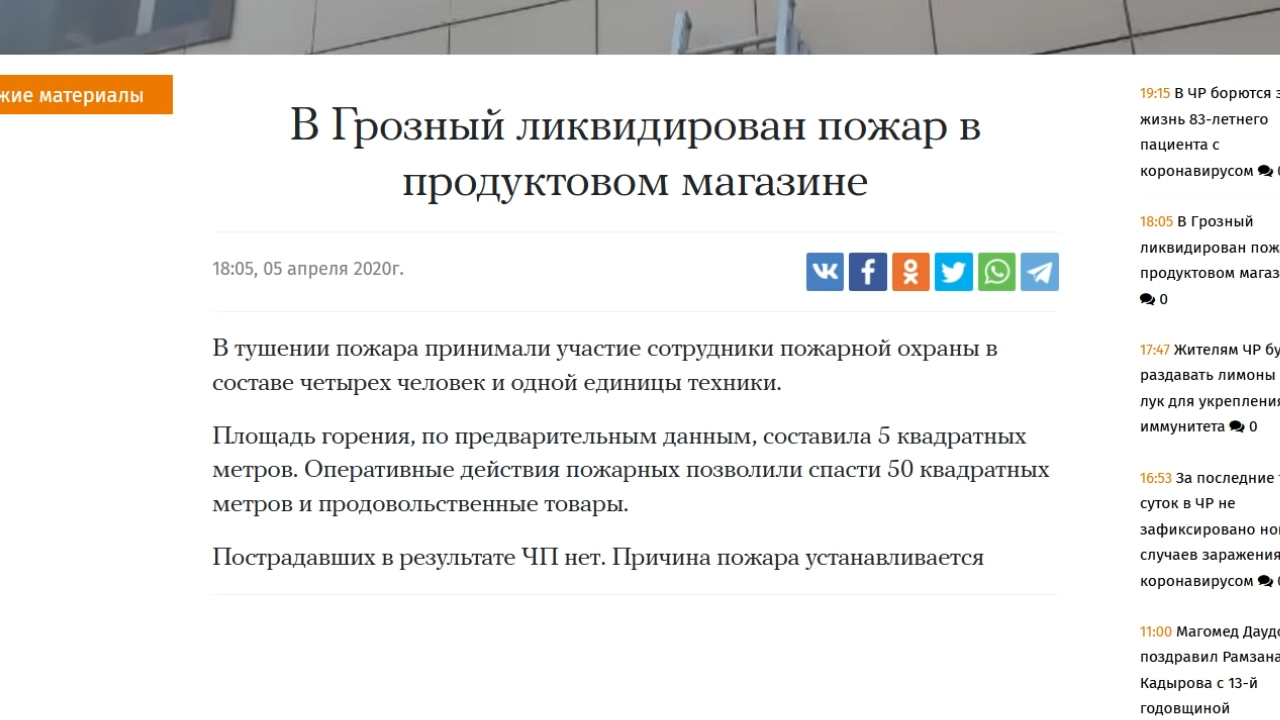 жие материалы
В Грозный ликвидирован пожар в
продуктовом магазине
18:05, 05 апреля 2020г.
В тушении пожара принимали участие сотрудники пожарной охраны в
составе четырех человек и одной единицы техники.
Площадь горения, по предварительным данным, составила 5 квадратных
метров. Оперативные действия пожарных позволили спасти 50 квадратных
метров и продовольственные товары.
Пострадавших в результате ЧП нет. Причина пожара устанавливается
19:15 В ЧР борются з
жизнь 83-летнего
пациента с
коронавирусом 0
18:05 В Грозный
ликвидирован пож
продуктовом магаз
0
17:47 Жителям ЧР бу
раздавать лимоны
лук для укрепления
иммунитета 0
16:53 За последние т
суток в ЧР не
зафиксировано но
случаев заражения
коронавирусом 0
11:00 Магомед Дауд
поздравил Рамзана
Кадырова с 13-й
годовщиной